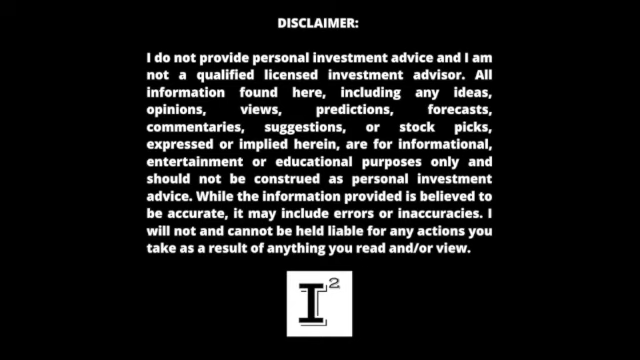 DISCLAIMER:
I do not provide personal investment advice and I am
not a qualified licensed investment advisor. All
information found here, including any ideas,
opinions, views, predictions, forecasts,
commentaries, suggestions, or stock picks,
expressed or implied herein, are for informational,
entertainment or educational purposes only and
should not be construed as personal investment
advice. While the information provided is believed to
be accurate, it may include errors or inaccuracies. I
will not and cannot be held liable for any actions you
take as a result of anything you read and/or view.
I²